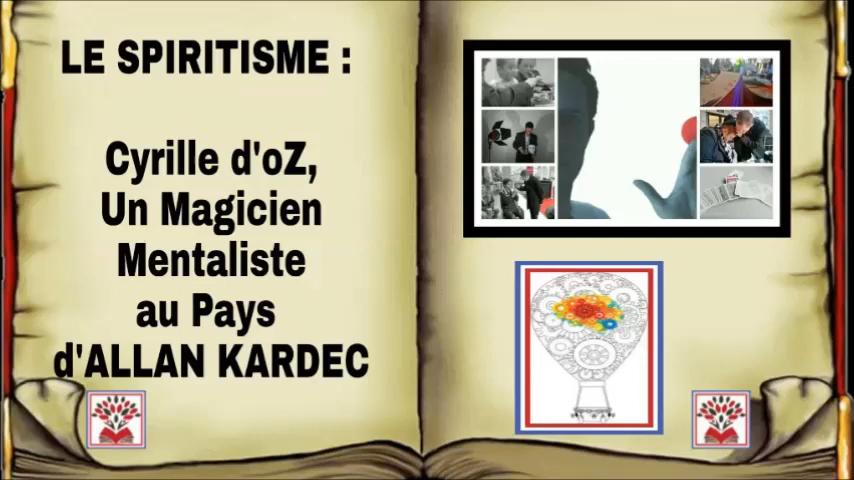 LE SPIRITISME :
Cyrille d'oZ,
Un Magicien
Mentaliste
au Pays
d'ALLAN KARDEC